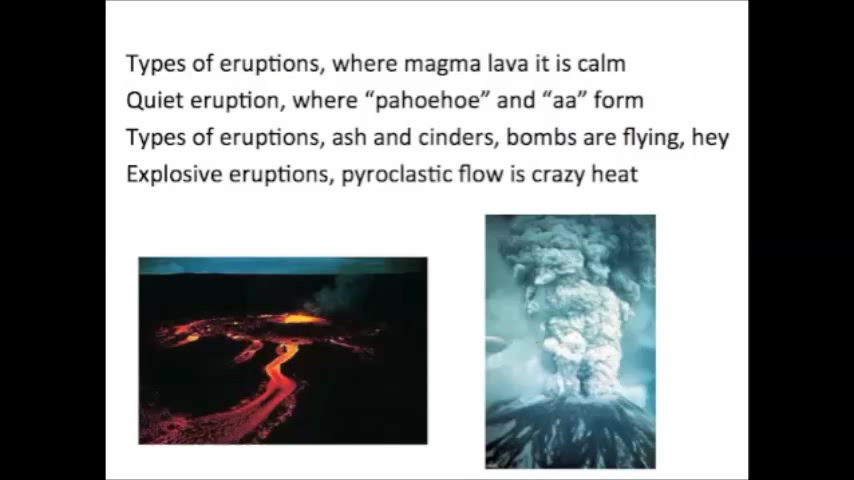 Types of eruptions, where magma lava it is calm
Quiet eruption, where “pahoehoe” and “aa” form
Types of eruptions, ash and cinders, bombs are flying, hey
Explosive eruptions, pyroclastic flow is crazy heat